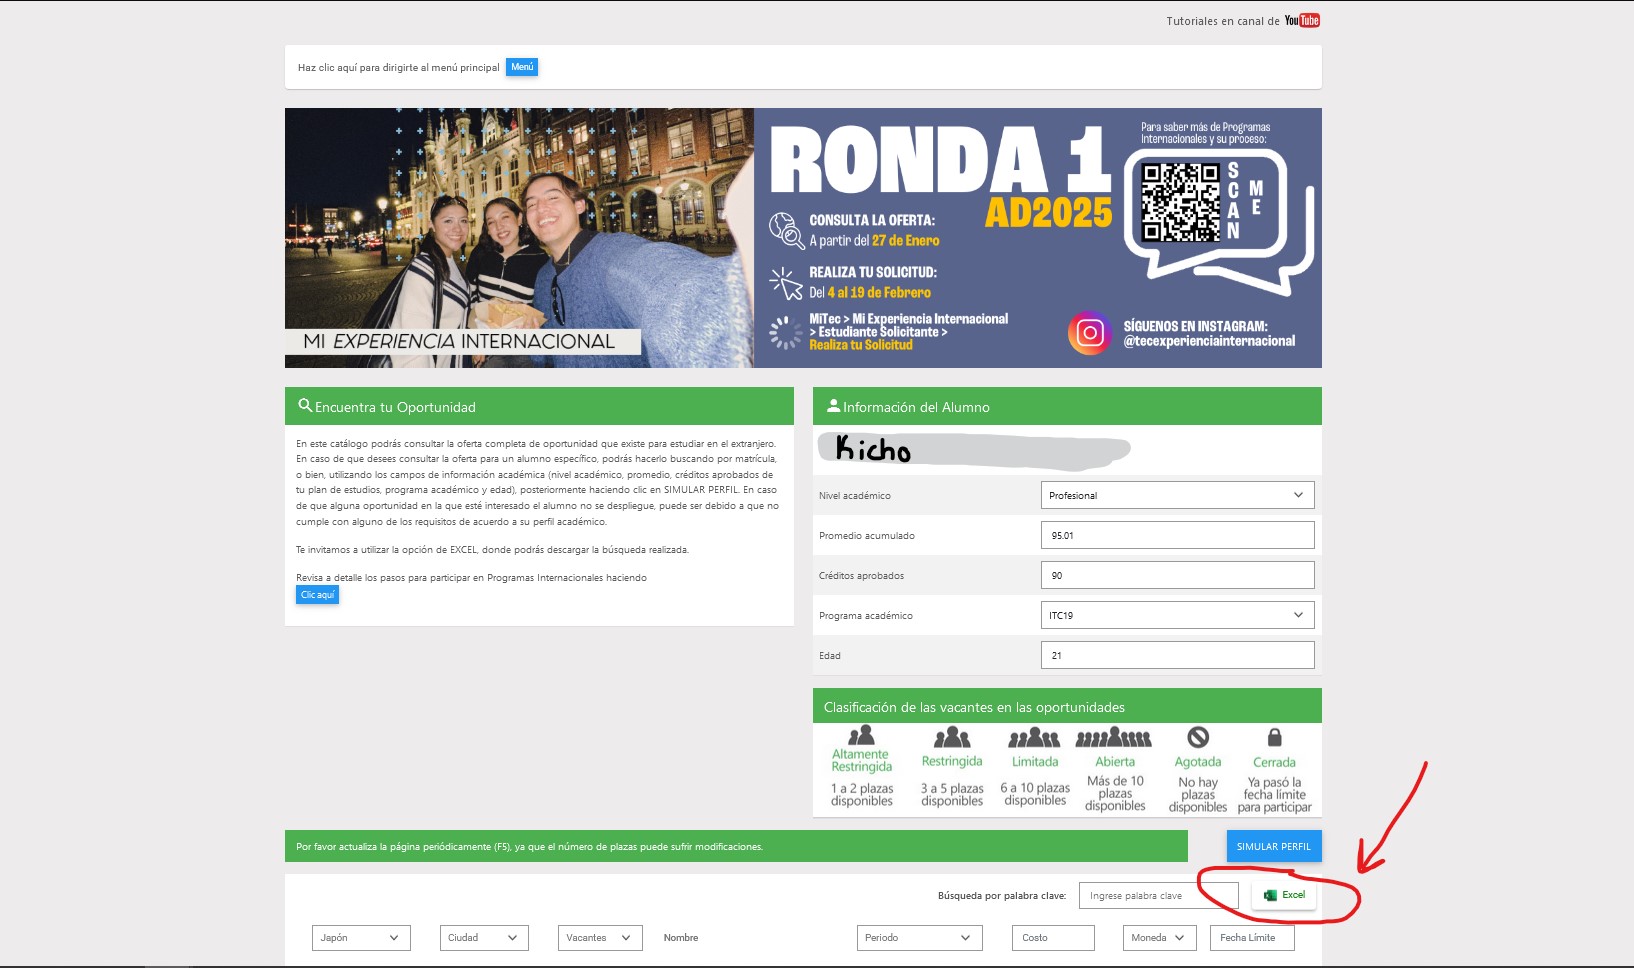 Tutoriales en canal de YouTube
Haz clic aquí para dirigirte al menú principal Menú
MI EXPERIENCIA INTERNACIONAL
RONDA 1
AD2025
CONSULTA LA OFERTA:
A partir del 27 de Enero
REALIZA TU SOLICITUD:
Del 4 al 19 de Febrero
MiTec > Mi Experiencia Internacional
> Estudiante Solicitante >
Realiza tu Solicitud
Para saber más de Programas
Internacionales y su proceso:
SCAN
ME
SÍGUENOS EN INSTAGRAM:
@tecexperienciainternacional
Encuentra tu Oportunidad
En este catálogo podrás consultar la oferta completa de oportunidad que existe para estudiar en el extranjero.
En caso de que desees consultar la oferta para un alumno específico, podrás hacerlo buscando por matrícula,
o bien, utilizando los campos de información académica (nivel académico, promedio, créditos aprobados de
tu plan de estudios, programa académico y edad), posteriormente haciendo clic en SIMULAR PERFIL. En caso
de que alguna oportunidad en la que esté interesado el alumno no se despliegue, puede ser debido a que no
cumple con alguno de los requisitos de acuerdo a su perfil académico.
Te invitamos a utilizar la opción de EXCEL, donde podrás descargar la búsqueda realizada.
Revisa a detalle los pasos para participar en Programas Internacionales haciendo
Clic aquí
Información del Alumno
Kicho
Nivel académico Profesional
Promedio acumulado 95.01
Créditos aprobados 90
Programa académico ITC19
Edad 21
Clasificación de las vacantes en las oportunidades
Altamente
Restringida
1 a 2 plazas
disponibles
Restringida
3 a 5 plazas
disponibles
Limitada
6 a 10 plazas
disponibles
Abierta
Más de 10
plazas
disponibles
Agotada
No hay
plazas
disponibles
Cerrada
Ya pasó la
fecha límite
para participar
Por favor actualiza la página periódicamente (F5), ya que el número de plazas puede sufrir modificaciones.
SIMULAR PERFIL
Búsqueda por palabra clave: Ingrese palabra clave Excel
Japón Ciudad Vacantes Nombre Periodo Costo Moneda Fecha Límite